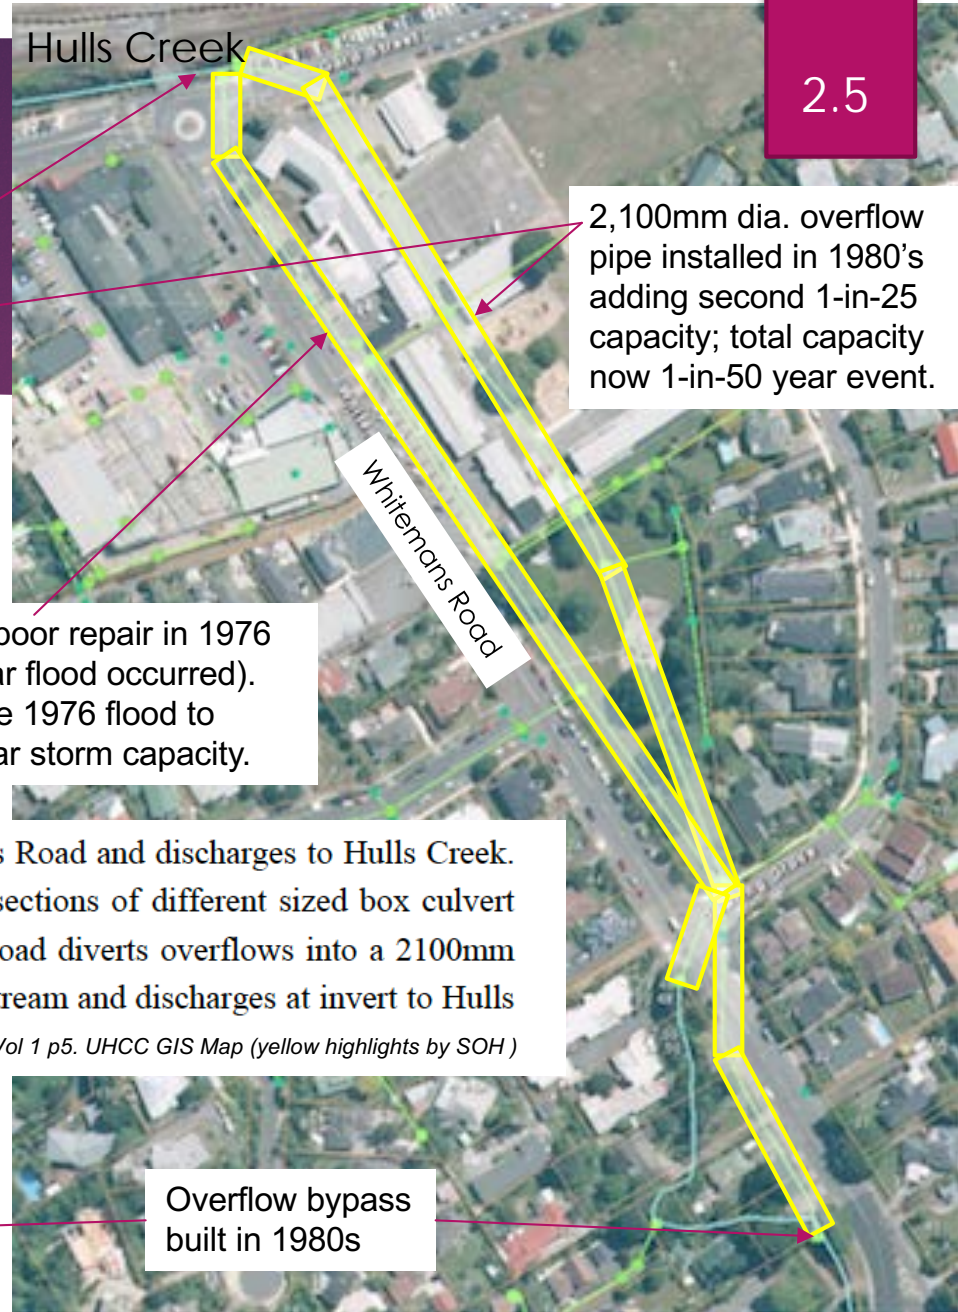 Hulls Creek
2.5
2,100mm dia. overflow
pipe installed in 1980's
adding second 1-in-25
capacity; total capacity
now 1-in-50 year event.
Whitemans Road
poor repair in 1976
ar flood occurred).
e 1976 flood to
ar storm capacity.
s Road and discharges to Hulls Creek.
sections of different sized box culvert
oad diverts overflows into a 2100mm
ream and discharges at invert to Hulls
Vol 1 p5. UHCC GIS Map (yellow highlights by SOH )
Overflow bypass
built in 1980s